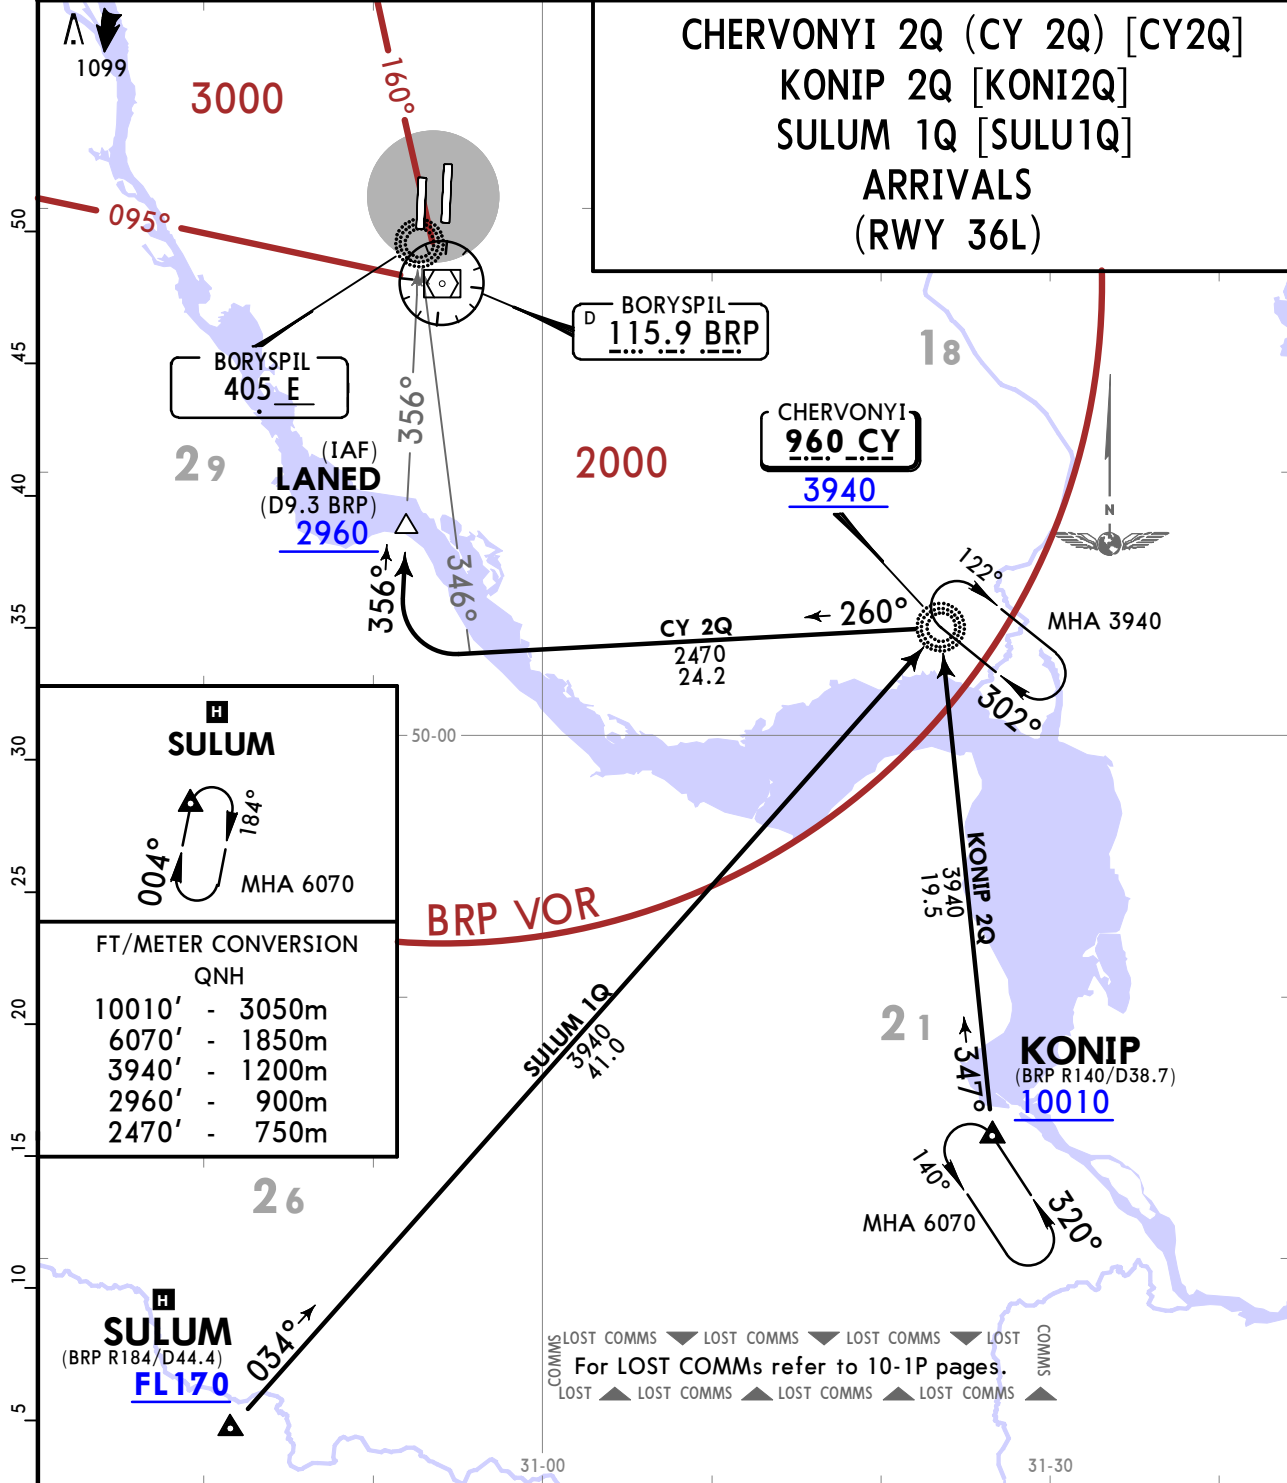 CHERVONYI 2Q (CY 2Q) [CY2Q]
KONIP 2Q [KONI2Q]
SULUM 1Q [SULU1Q]
ARRIVALS
(RWY 36L)
1099
3000
160°
095°
50
45
40
35
30
25
20
15
10
5
BORYSPIL
D 115.9 BRP
BORYSPIL
405 E
18
29
356°
(IAF)
LANED
(D9.3 BRP)
2960
2000
CHERVONYI
960 CY
3940
N
346°
356°
122°
MHA 3940
302°
260°
CY 2Q
2470
24.2
H
SULUM
184°
004°
MHA 6070
50-00
BRP VOR
FT/METER CONVERSION
QNH
10010' - 3050m
6070' - 1850m
3940' - 1200m
2960' - 900m
2470' - 750m
KONIP 2Q
3940
19.5
SULUM 1Q
3940
41.0
21
KONIP
(BRP R140/D38.7)
10010
347°
140°
320°
MHA 6070
26
H
SULUM
(BRP R184/D44.4)
FL170
034°
LOST COMMS LOST COMMS LOST COMMS LOST
COMMS
COMMS
For LOST COMMs refer to 10-1P pages.
LOST LOST COMMS LOST COMMS LOST COMMS
31-00
31-30